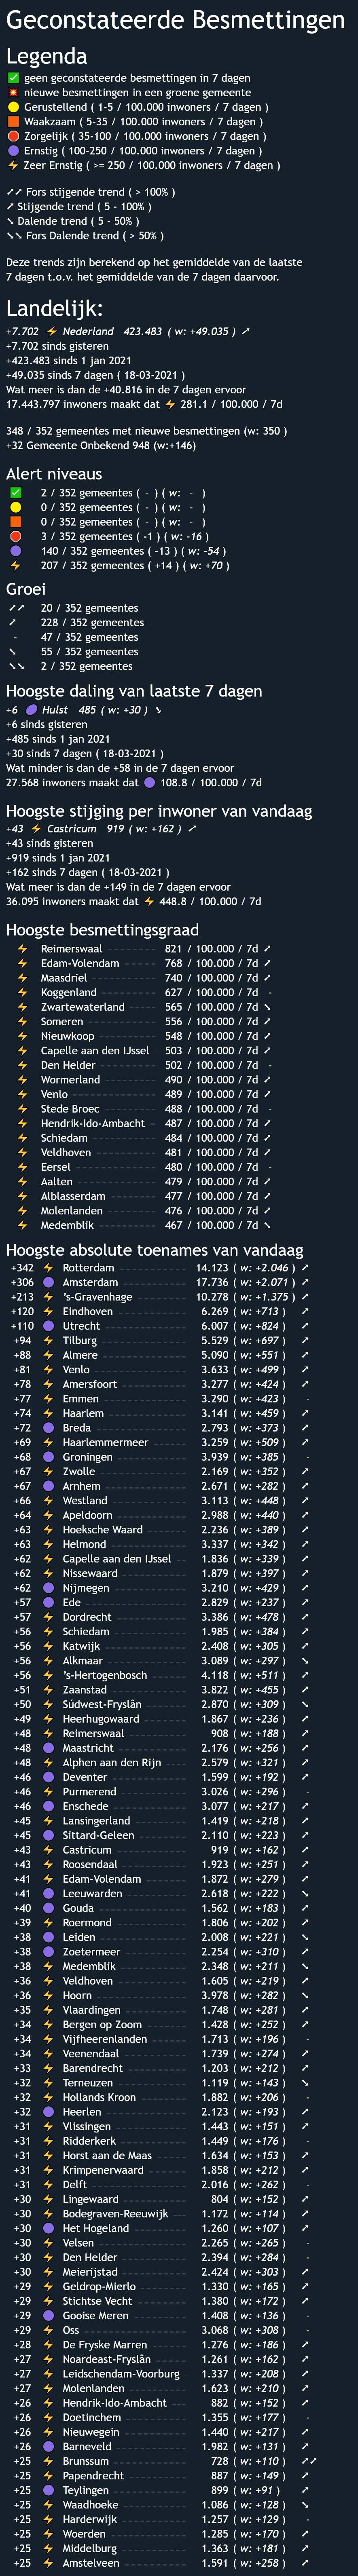 Geconstateerde Besmettingen
Legenda
✅ geen geconstateerde besmettingen in 7 dagen
nieuwe besmettingen in een groene gemeente
Gerustellend ( 1-5 / 100.000 inwoners / 7 dagen )
Waakzaam ( 5-35 / 100.000 inwoners / 7 dagen )
Zorgelijk ( 35-100 / 100.000 inwoners / 7 dagen )
Ernstig ( 100-250 / 100.000 inwoners / 7 dagen )
⚡ Zeer Ernstig ( >= 250 / 100.000 inwoners / 7 dagen )
➚➚ Fors stijgende trend ( > 100% )
➚ Stijgende trend ( 5 - 100% )
➘ Dalende trend ( 5 - 50% )
➘➘ Fors Dalende trend ( > 50% )
Deze trends zijn berekend op het gemiddelde van de laatste
7 dagen t.o.v. het gemiddelde van de 7 dagen daarvoor.
Landelijk:
+7.702 ⚡ Nederland 423.483 ( w: +49.035 ) ➚
+7.702 sinds gisteren
+423.483 sinds 1 jan 2021
+49.035 sinds 7 dagen ( 18-03-2021 )
Wat meer is dan de +40.816 in de 7 dagen ervoor
17.443.797 inwoners maakt dat ⚡ 281.1 / 100.000 / 7d
348 / 352 gemeentes met nieuwe besmettingen (w: 350 )
+32 Gemeente Onbekend 948 (w:+146)
Alert niveaus
✅ 2 / 352 gemeentes ( - ) ( w: - )
0 / 352 gemeentes ( - ) ( w: - )
0 / 352 gemeentes ( - ) ( w: - )
3 / 352 gemeentes ( -1 ) ( w: -16 )
140 / 352 gemeentes ( -13 ) ( w: -54 )
⚡ 207 / 352 gemeentes ( +14 ) ( w: +70 )
Groei
➚➚ 20 / 352 gemeentes
➚ 228 / 352 gemeentes
- 47 / 352 gemeentes
➘ 55 / 352 gemeentes
➘➘ 2 / 352 gemeentes
Hoogste daling van laatste 7 dagen
+6 Hulst 485 ( w: +30 ) ➘
+6 sinds gisteren
+485 sinds 1 jan 2021
+30 sinds 7 dagen ( 18-03-2021 )
Wat minder is dan de +58 in de 7 dagen ervoor
27.568 inwoners maakt dat 108.8 / 100.000 / 7d
Hoogste stijging per inwoner van vandaag
+43 ⚡ Castricum 919 ( w: +162 ) ➚
+43 sinds gisteren
+919 sinds 1 jan 2021
+162 sinds 7 dagen ( 18-03-2021 )
Wat meer is dan de +149 in de 7 dagen ervoor
36.095 inwoners maakt dat ⚡ 448.8 / 100.000 / 7d
Hoogste besmettingsgraad
⚡ Reimerswaal 821 / 100.000 / 7d ➚
⚡ Edam-Volendam 768 / 100.000 / 7d ➚
⚡ Maasdriel 740 / 100.000 / 7d ➚
⚡ Koggenland 627 / 100.000 / 7d -
⚡ Zwartewaterland 565 / 100.000 / 7d ➘
⚡ Someren 556 / 100.000 / 7d ➚
⚡ Nieuwkoop 548 / 100.000 / 7d ➚
⚡ Capelle aan den IJssel 503 / 100.000 / 7d ➚
⚡ Den Helder 502 / 100.000 / 7d -
⚡ Wormerland 490 / 100.000 / 7d ➚
⚡ Venlo 489 / 100.000 / 7d ➚
⚡ Stede Broec 488 / 100.000 / 7d -
⚡ Hendrik-Ido-Ambacht 487 / 100.000 / 7d ➚
⚡ Schiedam 484 / 100.000 / 7d ➚
⚡ Veldhoven 481 / 100.000 / 7d ➚
⚡ Eersel 480 / 100.000 / 7d -
⚡ Aalten 479 / 100.000 / 7d ➚
⚡ Alblasserdam 477 / 100.000 / 7d ➚
⚡ Molenlanden 476 / 100.000 / 7d ➚
⚡ Medemblik 467 / 100.000 / 7d ➘
Hoogste absolute toenames van vandaag
+342 ⚡ Rotterdam 14.123 ( w: +2.046 ) ➚
+306 Amsterdam 17.736 ( w: +2.071 ) ➚
+213 ⚡ 's-Gravenhage 10.278 ( w: +1.375 ) ➚
+120 ⚡ Eindhoven 6.269 ( w: +713 ) ➚
+110 Utrecht 6.007 ( w: +824 ) ➚
+94 ⚡ Tilburg 5.529 ( w: +697 ) ➚
+88 ⚡ Almere 5.090 ( w: +551 ) ➚
+81 ⚡ Venlo 3.633 ( w: +499 ) ➚
+78 ⚡ Amersfoort 3.277 ( w: +424 ) ➚
+77 ⚡ Emmen 3.290 ( w: +423 ) -
+74 ⚡ Haarlem 3.141 ( w: +459 ) ➚
+72 Breda 2.793 ( w: +373 ) ➚
+69 ⚡ Haarlemmermeer 3.259 ( w: +509 ) ➚
+68 Groningen 3.939 ( w: +385 ) -
+67 ⚡ Zwolle 2.169 ( w: +352 ) ➚
+67 Arnhem 2.671 ( w: +282 ) ➚
+66 ⚡ Westland 3.113 ( w: +448 ) ➚
+64 ⚡ Apeldoorn 2.988 ( w: +440 ) ➚
+63 ⚡ Hoeksche Waard 2.236 ( w: +389 ) ➚
+63 ⚡ Helmond 3.337 ( w: +342 ) ➚
+62 ⚡ Capelle aan den IJssel 1.836 ( w: +339 ) ➚
+62 ⚡ Nissewaard 1.879 ( w: +397 ) ➚
+62 Nijmegen 3.210 ( w: +429 ) ➚
+57 Ede 2.829 ( w: +237 ) ➚
+57 ⚡ Dordrecht 3.386 ( w: +478 ) ➚
+56 ⚡ Schiedam 1.985 ( w: +384 ) ➚
+56 ⚡ Katwijk 2.408 ( w: +305 ) ➚
+56 ⚡ Alkmaar 3.089 ( w: +297 ) ➘
+56 ⚡ 's-Hertogenbosch 4.118 ( w: +511 ) ➚
+51 ⚡ Zaanstad 3.822 ( w: +455 ) ➚
+50 ⚡ Súdwest-Fryslân 2.870 ( w: +309 ) ➘
+49 ⚡ Heerhugowaard 1.867 ( w: +236 ) ➚
+48 ⚡ Reimerswaal 908 ( w: +188 ) ➚
+48 Maastricht 2.176 ( w: +256 ) ➚
+48 ⚡ Alphen aan den Rijn 2.579 ( w: +321 ) ➚
+46 Deventer 1.599 ( w: +192 ) ➚
+46 ⚡ Purmerend 3.026 ( w: +296 ) -
+46 Enschede 3.077 ( w: +217 ) ➚
+45 ⚡ Lansingerland 1.419 ( w: +218 ) ➚
+45 Sittard-Geleen 2.110 ( w: +223 ) ➚
+43 ⚡ Castricum 919 ( w: +162 ) ➚
+43 ⚡ Roosendaal 1.923 ( w: +251 ) ➚
+41 ⚡ Edam-Volendam 1.872 ( w: +279 ) ➚
+41 Leeuwarden 2.618 ( w: +222 ) ➘
+40 Gouda 1.562 ( w: +183 ) ➚
+39 ⚡ Roermond 1.806 ( w: +202 ) ➚
+38 Leiden 2.008 ( w: +221 ) ➘
+38 Zoetermeer 2.254 ( w: +310 ) ➚
+38 ⚡ Medemblik 2.348 ( w: +211 ) ➘
+36 ⚡ Veldhoven 1.605 ( w: +219 ) ➚
+36 ⚡ Hoorn 3.978 ( w: +282 ) ➘
+35 ⚡ Vlaardingen 1.748 ( w: +281 ) ➚
+34 ⚡ Bergen op Zoom 1.428 ( w: +252 ) ➚
+34 ⚡ Vijfheerenlanden 1.713 ( w: +196 ) -
+34 ⚡ Veenendaal 1.739 ( w: +274 ) ➚
+33 ⚡ Barendrecht 1.203 ( w: +212 ) ➚
+32 ⚡ Terneuzen 1.119 ( w: +143 ) ➘
+32 ⚡ Hollands Kroon 1.882 ( w: +206 ) -
+32 Heerlen 2.123 ( w: +193 ) ➚
+31 ⚡ Vlissingen 1.443 ( w: +151 ) ➚
+31 ⚡ Ridderkerk 1.449 ( w: +176 ) -
+31 ⚡ Horst aan de Maas 1.634 ( w: +153 ) ➚
+31 ⚡ Krimpenerwaard 1.858 ( w: +212 ) ➚
+31 ⚡ Delft 2.016 ( w: +262 ) -
+30 ⚡ Lingewaard 804 ( w: +152 ) ➚
+30 ⚡ Bodegraven-Reeuwijk 1.172 ( w: +114 ) ➚
+30 Het Hogeland 1.260 ( w: +107 ) ➚
+30 ⚡ Velsen 2.265 ( w: +265 ) -
+30 ⚡ Den Helder 2.394 ( w: +284 ) -
+30 ⚡ Meierijstad 2.424 ( w: +303 ) ➚
+29 ⚡ Geldrop-Mierlo 1.330 ( w: +165 ) ➚
+29 ⚡ Stichtse Vecht 1.380 ( w: +172 ) ➚
+29 Gooise Meren 1.408 ( w: +136 ) -
+29 ⚡ Oss 3.068 ( w: +308 ) -
+28 ⚡ De Fryske Marren 1.276 ( w: +186 ) ➚
+27 ⚡ Noardeast-Fryslân 1.261 ( w: +162 ) ➚
+27 ⚡ Leidschendam-Voorburg 1.337 ( w: +208 ) ➚
+27 ⚡ Molenlanden 1.623 ( w: +210 ) ➚
+26 ⚡ Hendrik-Ido-Ambacht 882 ( w: +152 ) ➚
+26 ⚡ Doetinchem 1.355 ( w: +177 ) -
+26 ⚡ Nieuwegein 1.440 ( w: +217 ) ➚
+26 Barneveld 1.982 ( w: +131 ) ➚
+25 ⚡ Brunssum 728 ( w: +110 ) ➚➚
+25 ⚡ Papendrecht 887 ( w: +149 ) ➚
+25 Teylingen 899 ( w: +91 ) ➚
+25 ⚡ Waadhoeke 1.086 ( w: +128 ) ➘
+25 ⚡ Harderwijk 1.257 ( w: +129 ) -
+25 ⚡ Woerden 1.285 ( w: +170 ) ➚
+25 ⚡ Middelburg 1.363 ( w: +181 ) ➚
+25 ⚡ Amstelveen 1.591 ( w: +258 ) ➚